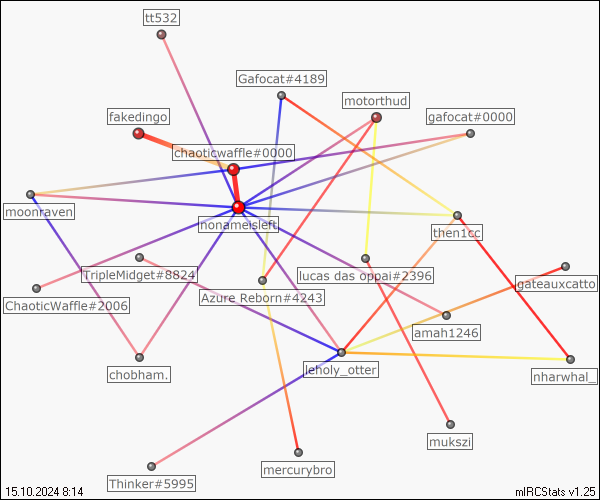 tt532
Gafocat#4189
motorthud
fakedingo
gafocat#0000
chaoticwaffle#0000
moonraven
nonameisleft
then1cc
TripleMidget#8824
lucas das oppai#2396
gateauxcatto
ChaoticWaffle#2006
Azure Reborn#4243
amah1246
chobham.
leholy_otter
nharwhal_
mukszi
Thinker#5995
mercurybro
15.10.2024 8:14
mIRCStats v1.25